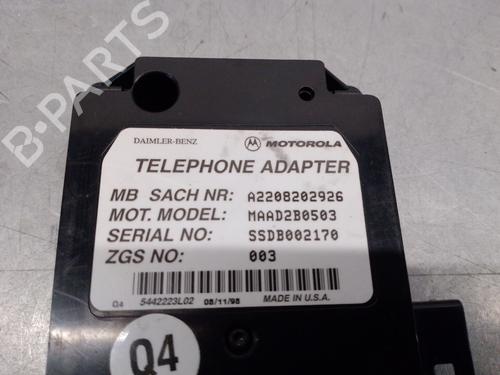 B-PARTS
DAIMLER-BENZ MOTOROLA
TELEPHONE ADAPTER
MB SACH NR: A2208202926
MOT. MODEL: MAAD2B0503
SERIAL NO: SSDB002170
ZGS NO: 003
Q4 5442223L02 08/11/98 MADE IN U.S.A.
Q4